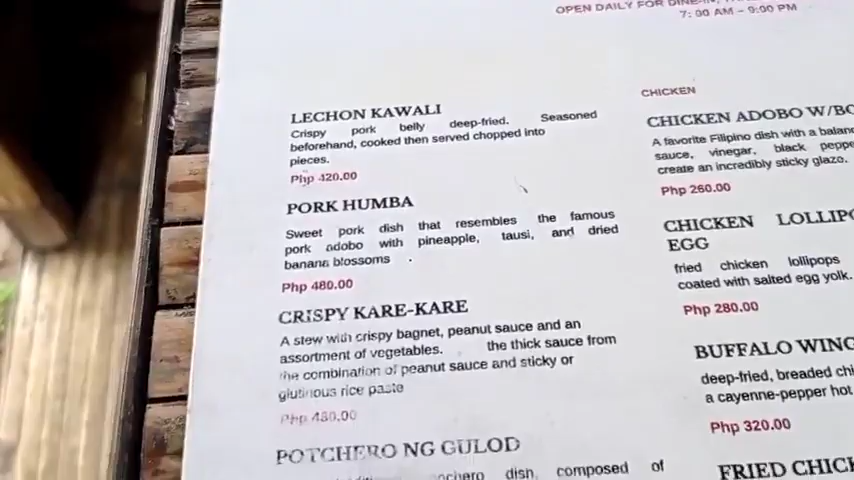 OPEN DAILY FOR DINE-IN,
7:00 AM – 9:00 PM
LECHON KAWALI
Crispy pork belly deep-fried. Seasoned
beforehand, cooked then served chopped into
pieces.
Php 420.00
PORK HUMBA
Sweet pork dish that resembles the famous
pork adobo with pineapple, tausi, and dried
banana blossoms
Php 480.00
CRISPY KARE-KARE
A stew with crispy bagnet, peanut sauce and an
assortment of vegetables. the thick sauce from
the combination of peanut sauce and sticky or
glutinous rice paste
Php 480.00
POTCHERO NG GULOD
dish, composed of
CHICKEN
CHICKEN ADOBO W/
A favorite Filipino dish with a
sauce, vinegar, black
create an incredibly sticky glazo.
Php 260.00
CHICKEN
EGG
fried chicken lollipops
coated with salted egg yolk.
Php 280.00
BUFFALO
deep-fried, breaded
a cayenne-pepper hot
Php 320.00
FRIED